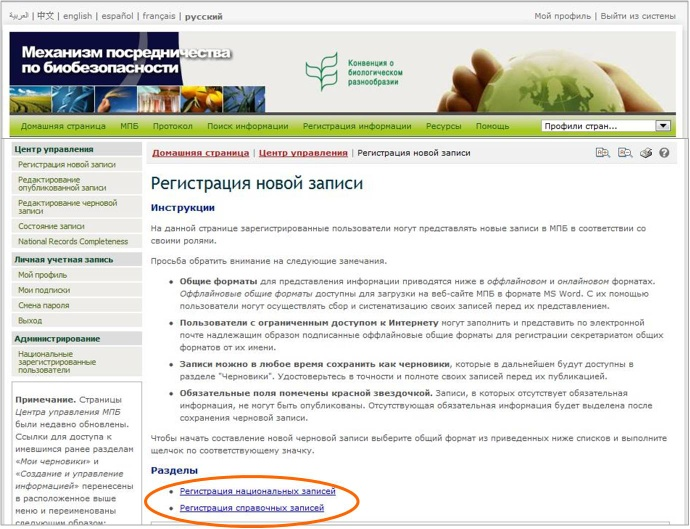 العربية | 中文 | english | español | français | русский
Мой профиль | Выйти из системы
Механизм посредничества
по биобезопасности
Конвенция о
биологическом
разнообразии
Домашняя страница МПБ Протокол Поиск информации Регистрация информации Ресурсы Помощь Профили стран...
Центр управления
Регистрация новой записи
Редактирование
опубликованной записи
Редактирование черновой
записи
Состояние записи
National Records Completeness
Личная учетная запись
Мой профиль
Мои подписки
Смена пароля
Выход
Администрирование
Национальные
зарегистрированные
пользователи
Примечание. Страницы
Центра управления МПБ
были недавно обновлены.
Ссылки для доступа к
имевшимся ранее разделам
«Мои черновики» и
«Создание и управление
информацией» перенесены
в расположенное выше
меню и переименованы
следующим образом:
Домашняя страница | Центр управления | Регистрация новой записи
Регистрация новой записи
Инструкции
На данной странице зарегистрированные пользователи могут представлять новые записи в МПБ в соответствии со
своими ролями.
Просьба обратить внимание на следующие замечания.
• Общие форматы для представления информации приводятся ниже в оффлайновом и онлайновом форматах.
Оффлайновые общие форматы доступны для загрузки на веб-сайте МПБ в формате MS Word. С их помощью
пользователи могут осуществлять сбор и систематизацию своих записей перед их представлением.
• Пользователи с ограниченным доступом к Интернету могут заполнить и представить по электронной
почте надлежащим образом подписанные оффлайновые общие форматы для регистрации секретариатом общих
форматов от их имени.
• Записи можно в любое время сохранить как черновики, которые в дальнейшем будут доступны в
разделе "Черновики". Удостоверьтесь в точности и полноте своих записей перед их публикацией.
• Обязательные поля помечены красной звездочкой. Записи, в которых отсутствует обязательная
информация, не могут быть опубликованы. Отсутствующая обязательная информация будет выделена после
сохранения черновой записи.
Чтобы начать составление новой черновой записи выберите общий формат из приведенных ниже списков и выполните
щелчок по соответствующему значку.
Разделы
• Регистрация национальных записей
• Регистрация справочных записей